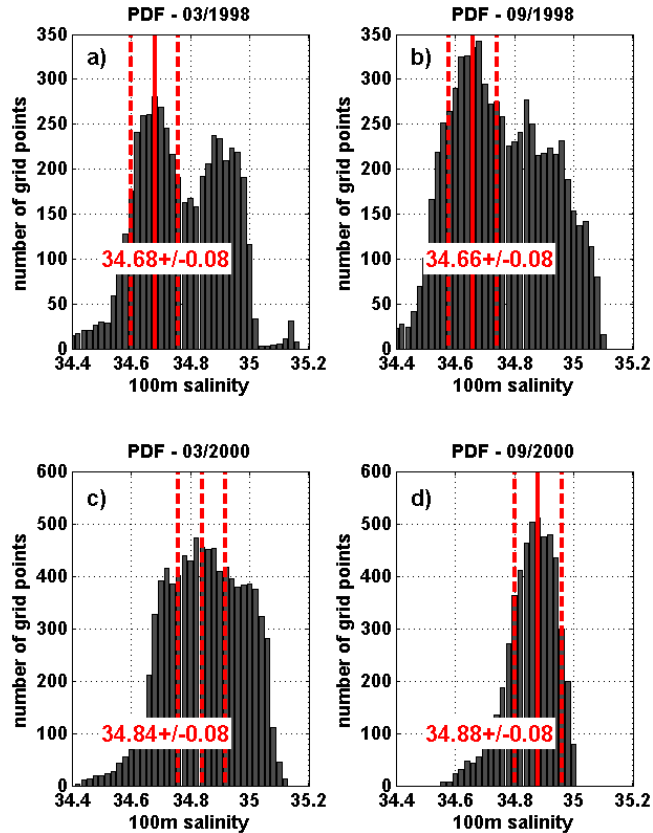 PDF - 03/1998
350
300
250
200
150
100
50
0
number of grid points
a)
34.68+/-0.08
34.4 34.6 34.8 35 35.2
100m salinity
PDF - 09/1998
350
300
250
200
150
100
50
0
number of grid points
b)
34.66+/-0.08
34.4 34.6 34.8 35 35.2
100m salinity
PDF - 03/2000
600
500
400
300
200
100
0
number of grid points
c)
34.84+/-0.08
34.4 34.6 34.8 35 35.2
100m salinity
PDF - 09/2000
600
500
400
300
200
100
0
number of grid points
d)
34.88+/-0.08
34.4 34.6 34.8 35 35.2
100m salinity